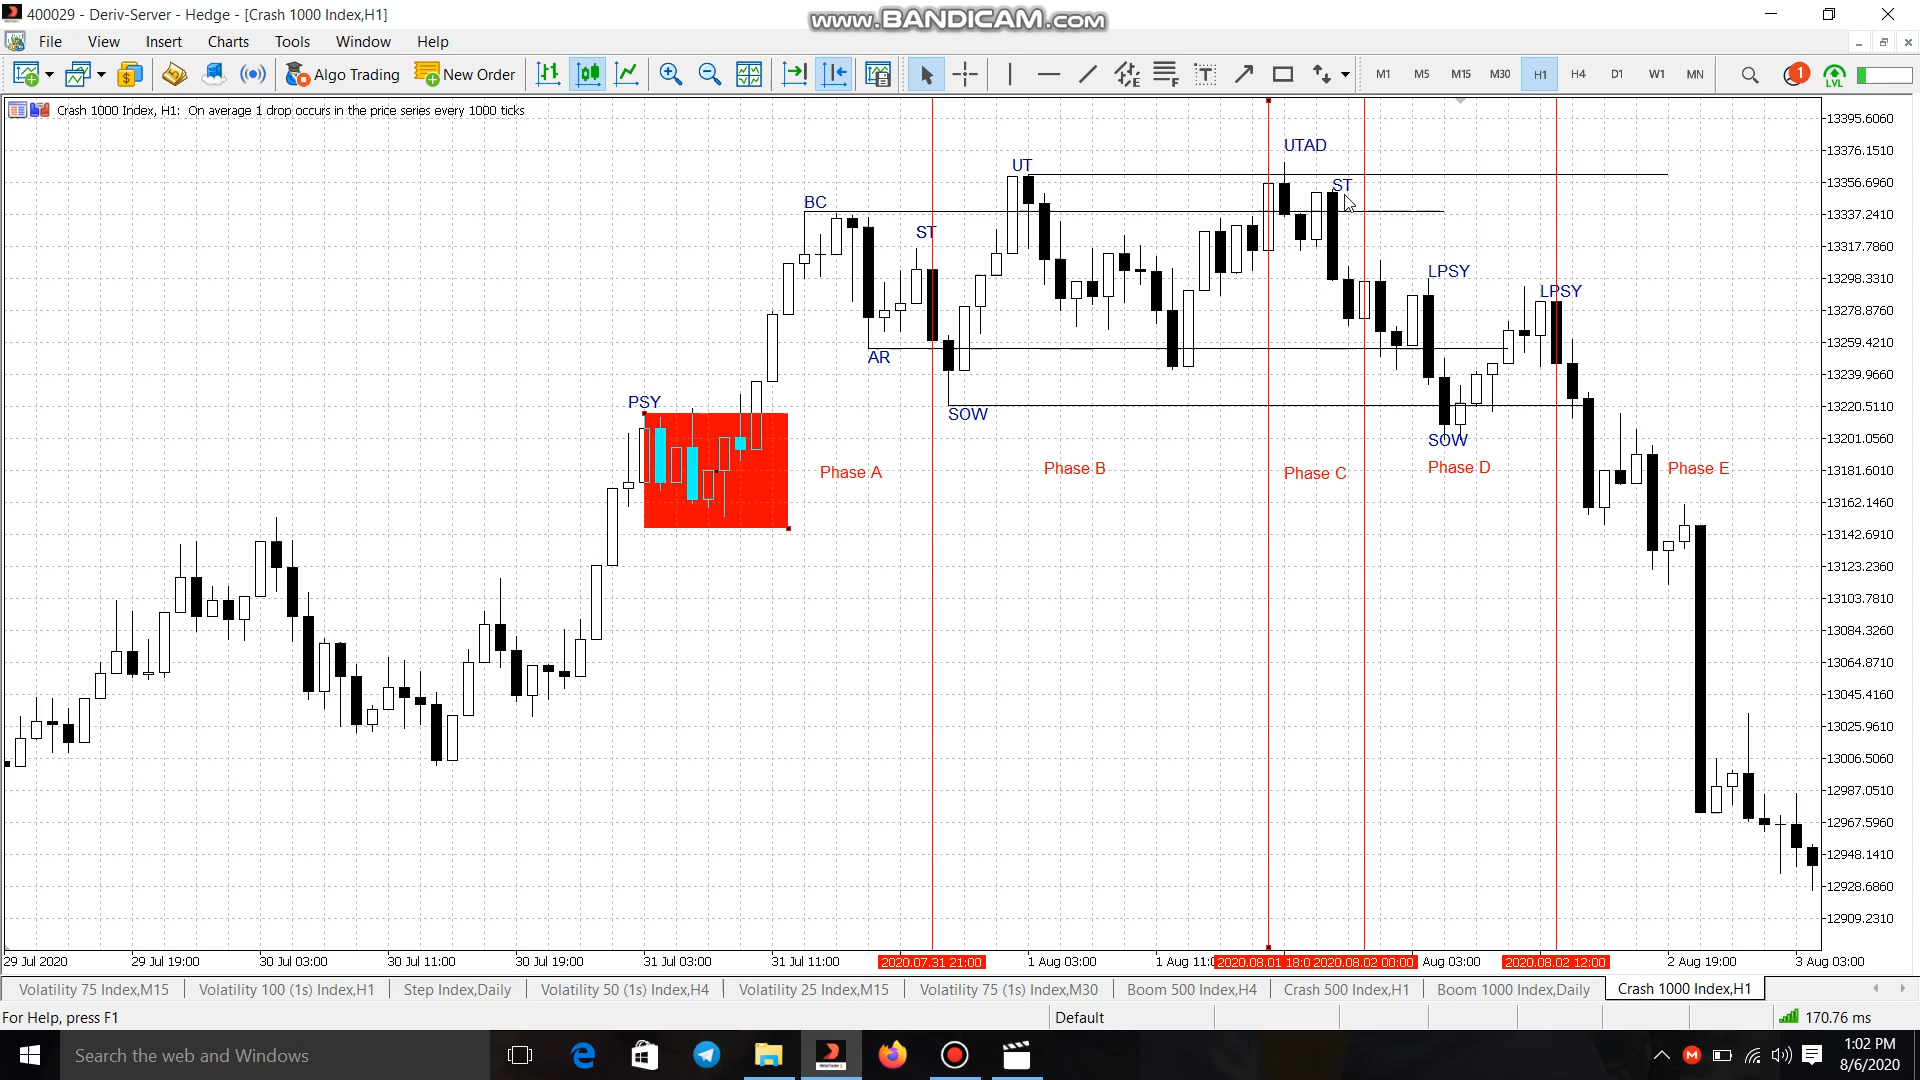 400029 - Deriv-Server - Hedge - [Crash 1000 Index,H1]
www.BANDICAM.com
File View Insert Charts Tools Window Help
Algo Trading New Order M1 M5 M15 M30 H1 H4 D1 W1 MN 1 LVL
Crash 1000 Index, H1: On average 1 drop occurs in the price series every 1000 ticks
13395.6060
UTAD
13376.1510
UT
ST
13356.6960
BC
13337.2410
ST
13317.7860
LPSY
13298.3310
LPSY
13278.8760
13259.4210
AR
13239.9660
PSY
13220.5110
SOW
SOW
13201.0560
Phase A
Phase B
Phase C
Phase D
Phase E
13181.6010
13162.1460
13142.6910
13123.2360
13103.7810
13084.3260
13064.8710
13045.4160
13025.9610
13006.5060
12987.0510
12967.5960
12948.1410
12928.6860
12909.2310
29 Jul 2020 29 Jul 19:00 30 Jul 03:00 30 Jul 11:00 30 Jul 19:00 31 Jul 03:00 31 Jul 11:00 2020.07.31 21:00 1 Aug 03:00 1 Aug 11:0 2020.08.01 18:0 2020.08.02 00:00 Aug 03:00 2020.08.02 12:00 2 Aug 19:00 3 Aug 03:00
Volatility 75 Index,M15 Volatility 100 (1s) Index,H1 Step Index,Daily Volatility 50 (1s) Index,H4 Volatility 25 Index,M15 Volatility 75 (1s) Index,M30 Boom 500 Index,H4 Crash 500 Index,H1 Boom 1000 Index,Daily Crash 1000 Index,H1
For Help, press F1 Default 170.76 ms
Search the web and Windows
1:02 PM
8/6/2020